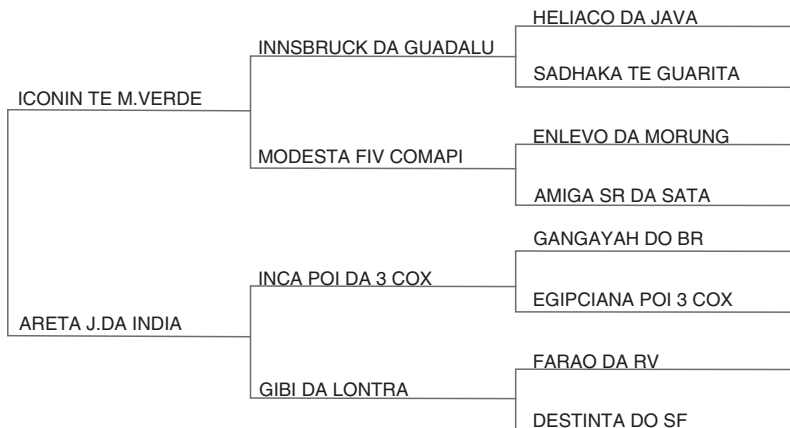 HELIACO DA JAVA
INNSBRUCK DA GUADALU
SADHAKA TE GUARITA
ICONIN TE M.VERDE
ENLEVO DA MORUNG
MODESTA FIV COMAPI
AMIGA SR DA SATA
GANGAYAH DO BR
INCA POI DA 3 COX
EGIPCIANA POI 3 COX
ARETA J.DA INDIA
FARAO DA RV
GIBI DA LONTRA
DESTINTA DO SF